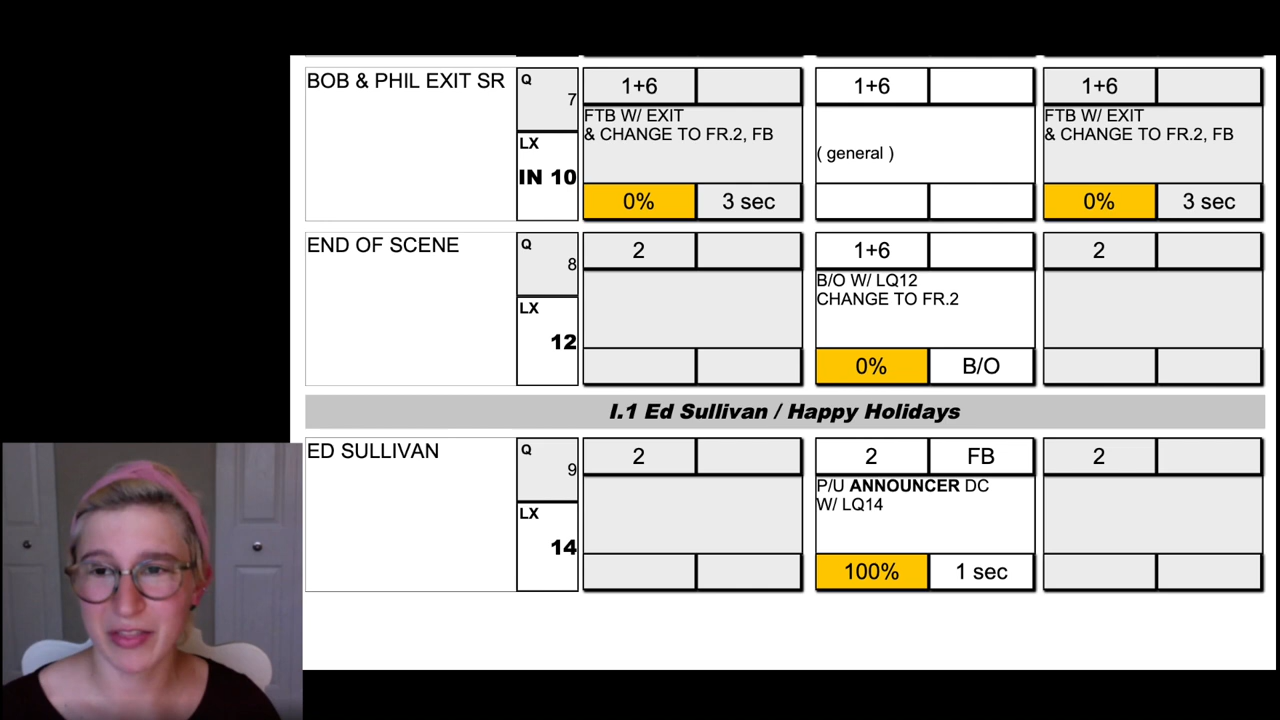 BOB & PHIL EXIT SR
Q
7
LX
IN 10
1+6
FTB W/ EXIT
& CHANGE TO FR.2, FB
0%
3 sec
1+6
( general )
1+6
FTB W/ EXIT
& CHANGE TO FR.2, FB
0%
3 sec
END OF SCENE
Q
8
LX
12
2
1+6
B/O W/ LQ12
CHANGE TO FR.2
0%
B/O
2
I.1 Ed Sullivan / Happy Holidays
ED SULLIVAN
Q
9
LX
14
2
2
FB
P/U ANNOUNCER DC
W/ LQ14
100%
1 sec
2